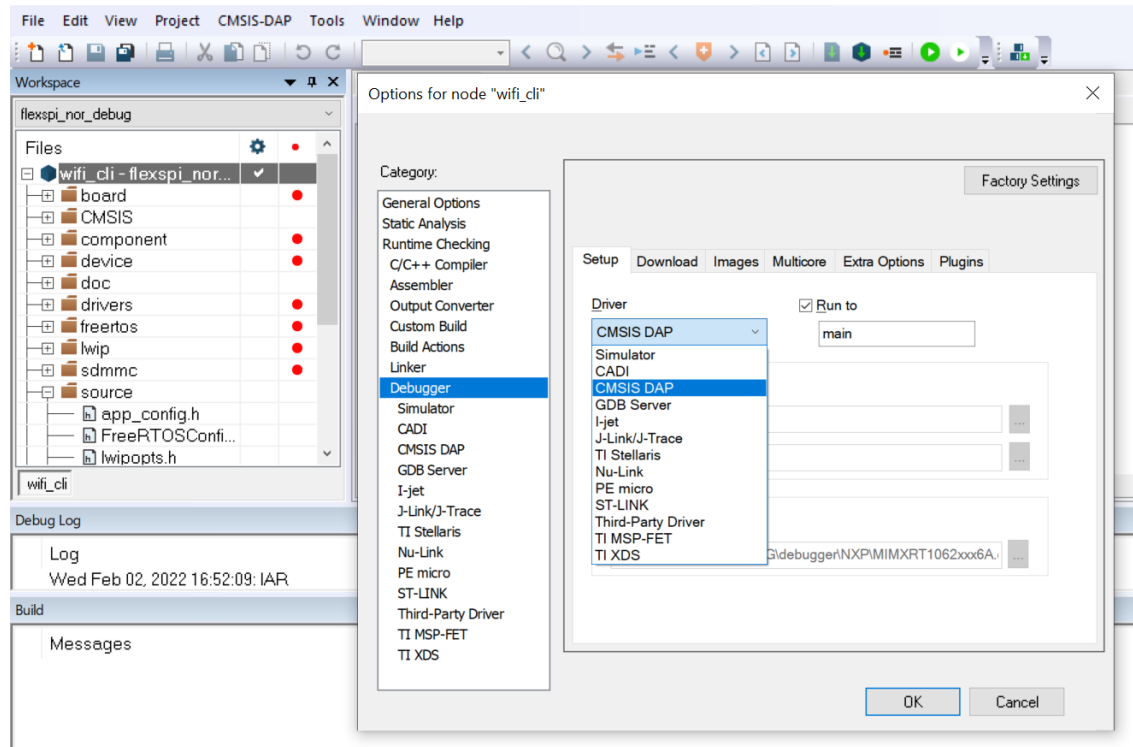 File Edit View Project CMSIS-DAP Tools Window Help
Workspace
flexspi_nor_debug
Files
wifi_cli - flexspi_nor...
board
CMSIS
component
device
doc
drivers
freertos
lwip
sdmmc
source
app_config.h
FreeRTOSConfi...
lwipopts.h
wifi_cli
Debug Log
Log
Wed Feb 02, 2022 16:52:09: IAR
Build
Messages
Options for node "wifi_cli"
Category:
General Options
Static Analysis
Runtime Checking
C/C++ Compiler
Assembler
Output Converter
Custom Build
Build Actions
Linker
Debugger
Simulator
CADI
CMSIS DAP
GDB Server
I-jet
J-Link/J-Trace
TI Stellaris
Nu-Link
PE micro
ST-LINK
Third-Party Driver
TI MSP-FET
TI XDS
Factory Settings
Setup Download Images Multicore Extra Options Plugins
Driver
Run to
CMSIS DAP
main
Simulator
CADI
CMSIS DAP
GDB Server
I-jet
J-Link/J-Trace
TI Stellaris
Nu-Link
PE micro
ST-LINK
Third-Party Driver
TI MSP-FET
TI XDS
G\debugger\NXP\MIMXRT1062xxx6A.
...
...
...
OK Cancel